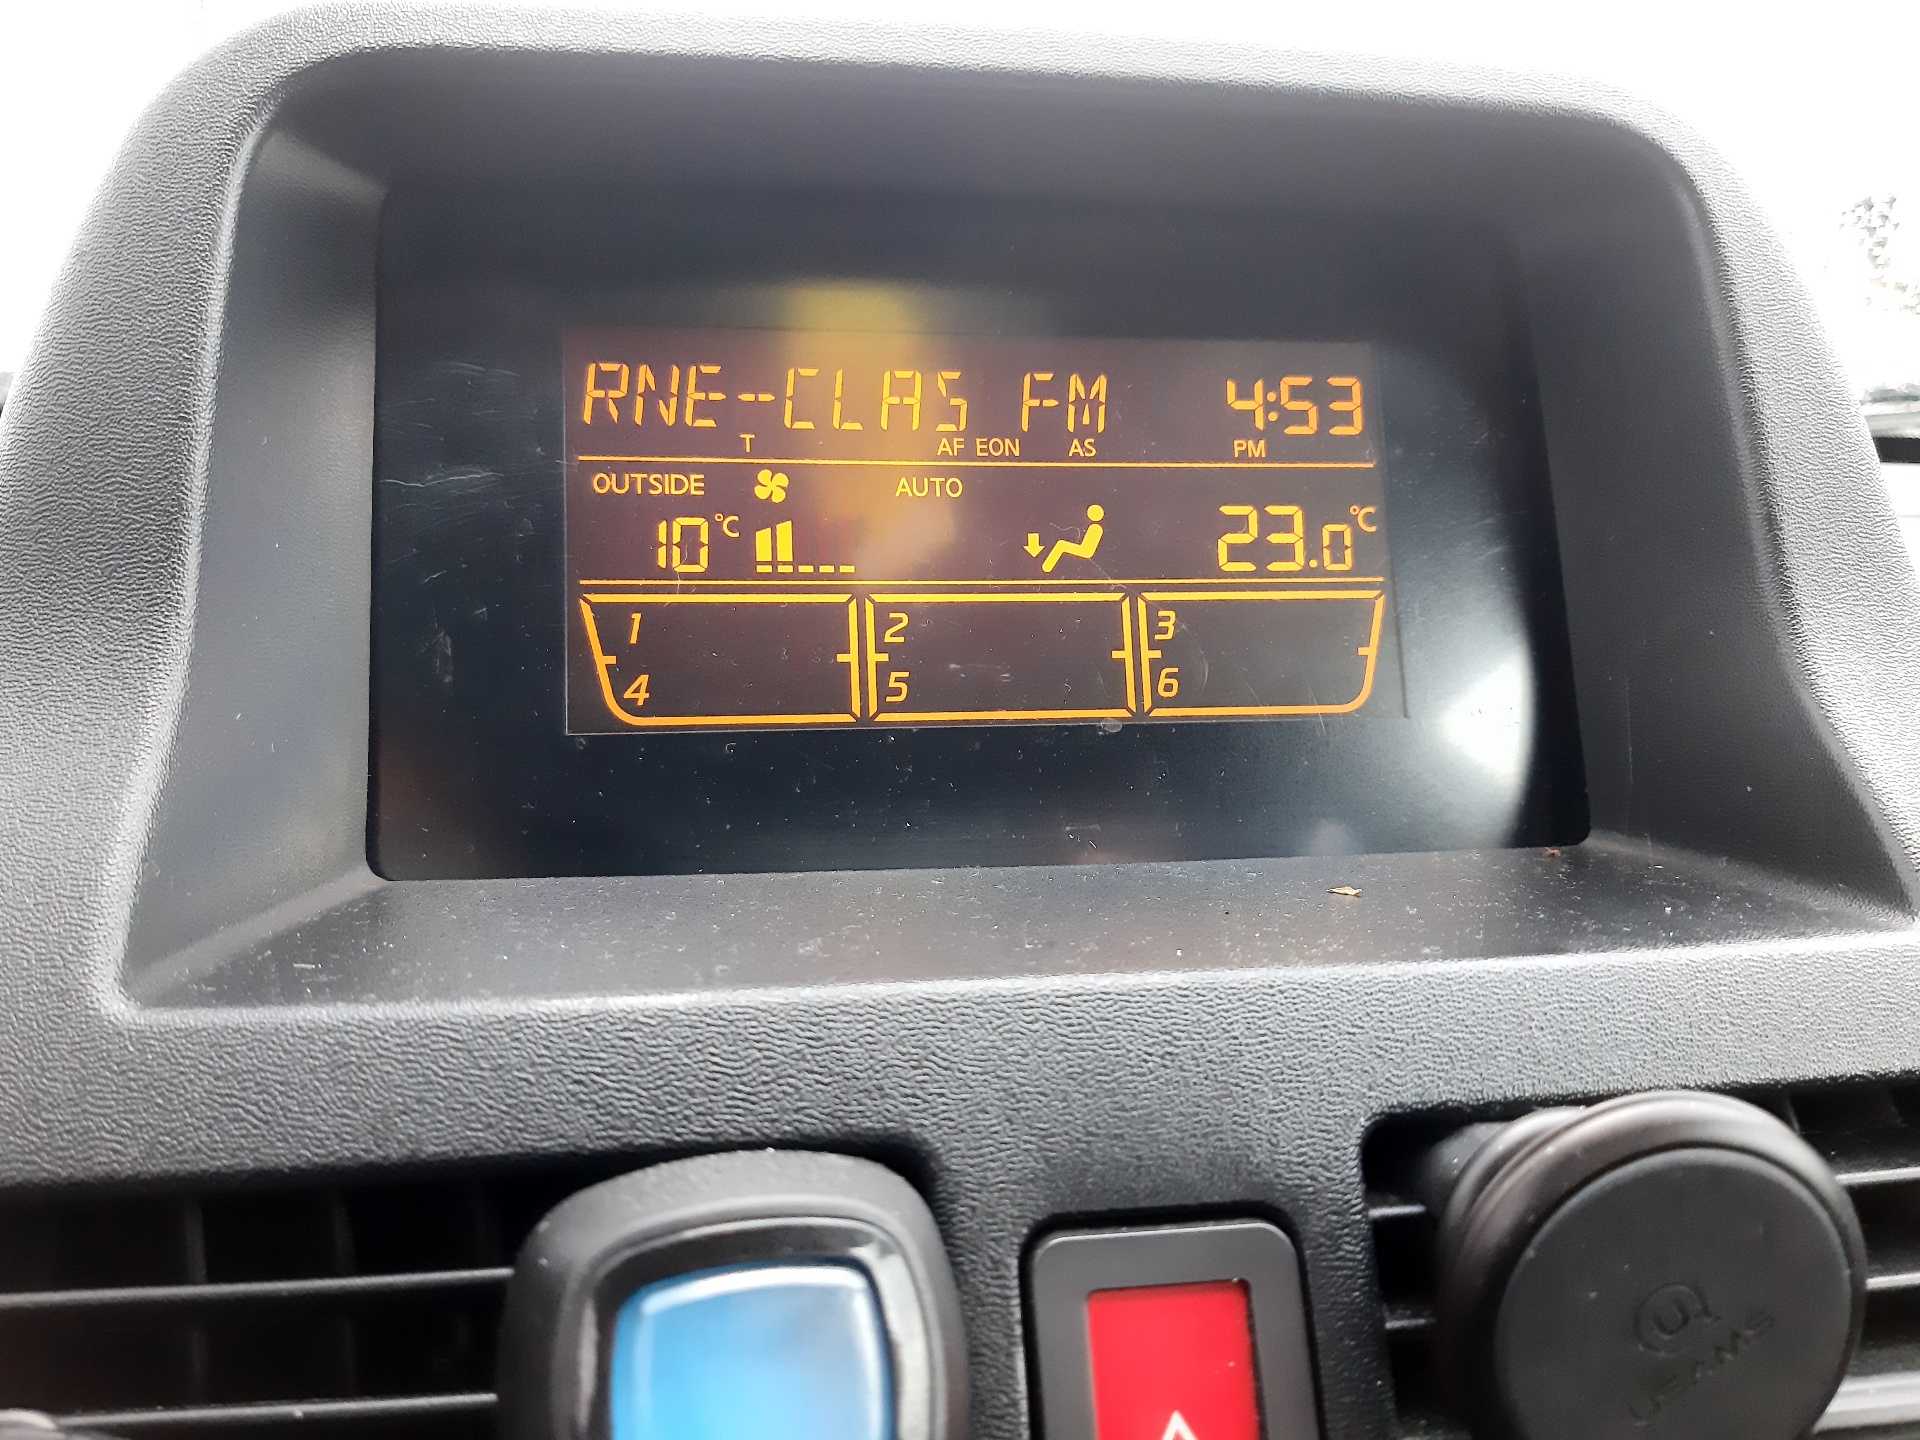 RNE-CLAS FM 4:53
T AF EON AS PM
OUTSIDE AUTO
10°C 23.0°C
1 2 3
4 5 6
U
USAMS